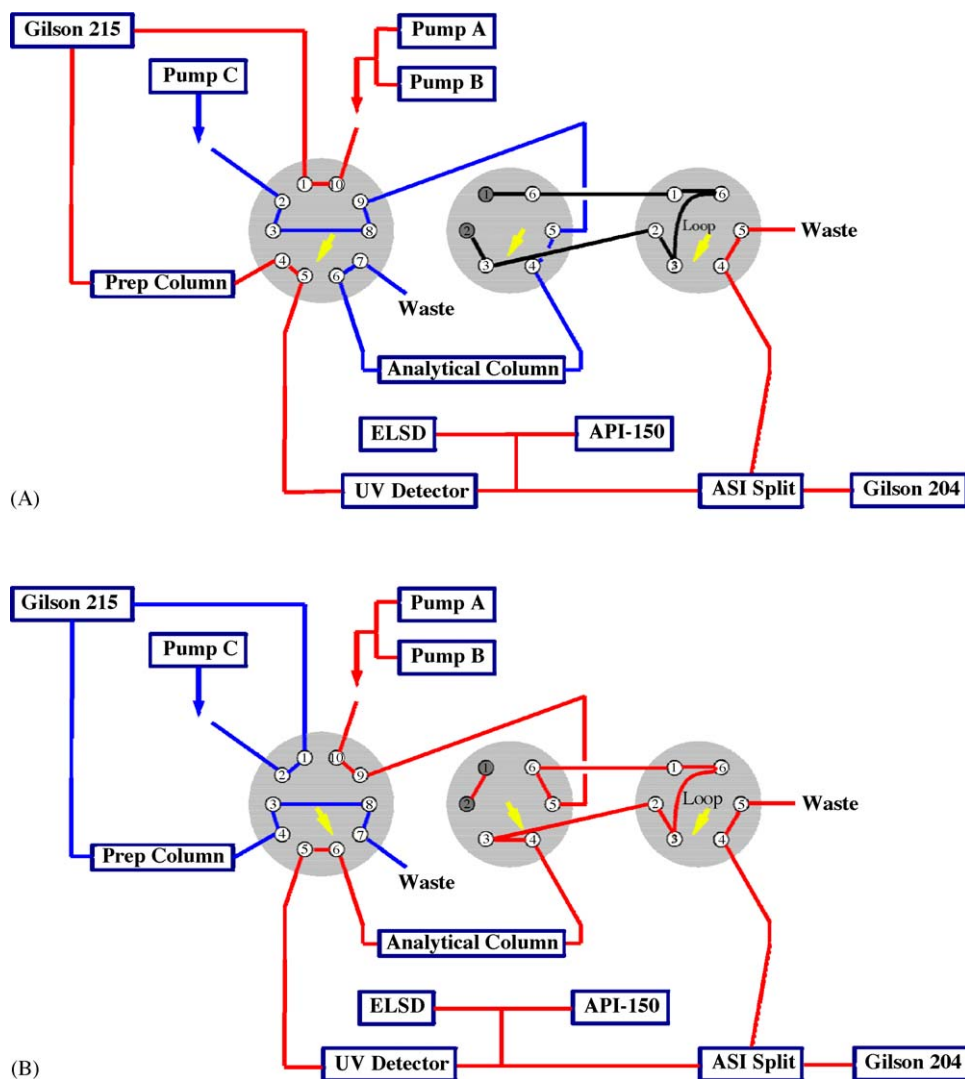 Gilson 215
Pump A
Pump C
Pump B
1 10
2 9
3 8
4 7
5 6
1 6
2 5
3 4
1 6
2 Loop 5
3 4
Waste
Prep Column
Waste
Analytical Column
ELSD
API-150
(A)
UV Detector
ASI Split
Gilson 204
Gilson 215
Pump A
Pump C
Pump B
1 10
2 9
3 8
4 7
5 6
1 6
2 5
3 4
1 6
2 Loop 5
3 4
Waste
Prep Column
Waste
Analytical Column
ELSD
API-150
(B)
UV Detector
ASI Split
Gilson 204